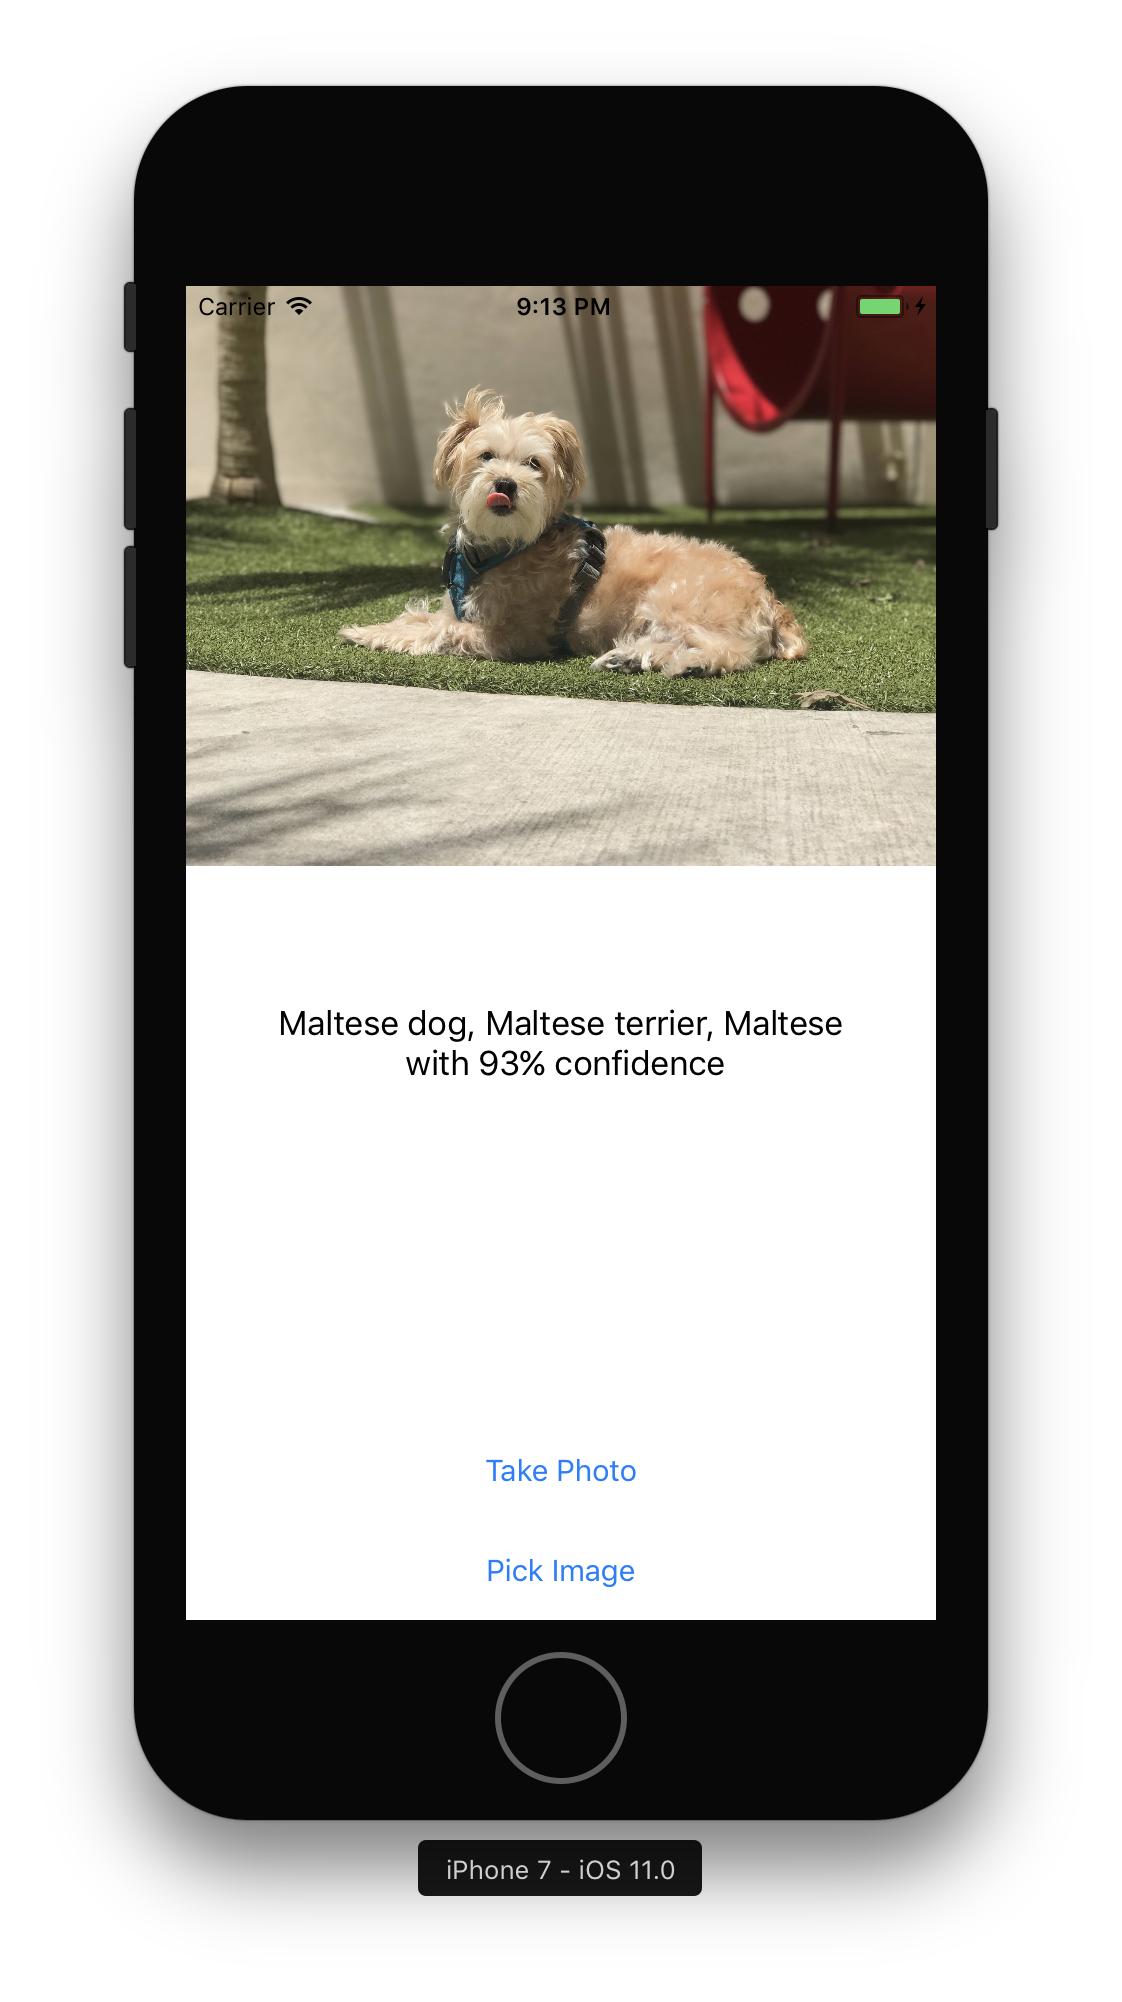 Carrier 9:13 PM
Maltese dog, Maltese terrier, Maltese
with 93% confidence
Take Photo
Pick Image
iPhone 7 - iOS 11.0